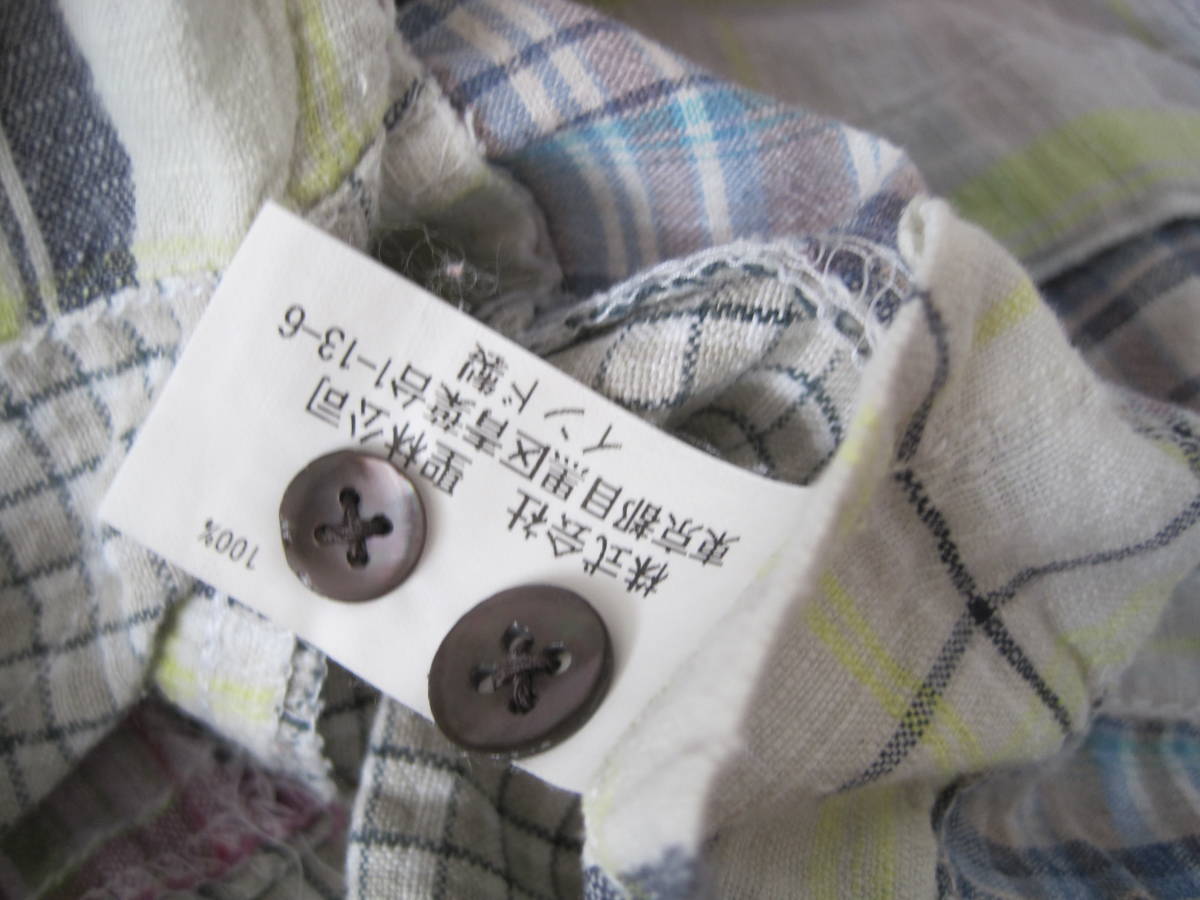 100%
株式会社 聖林公司
東京都目黒区青葉台1-13-6
インド製